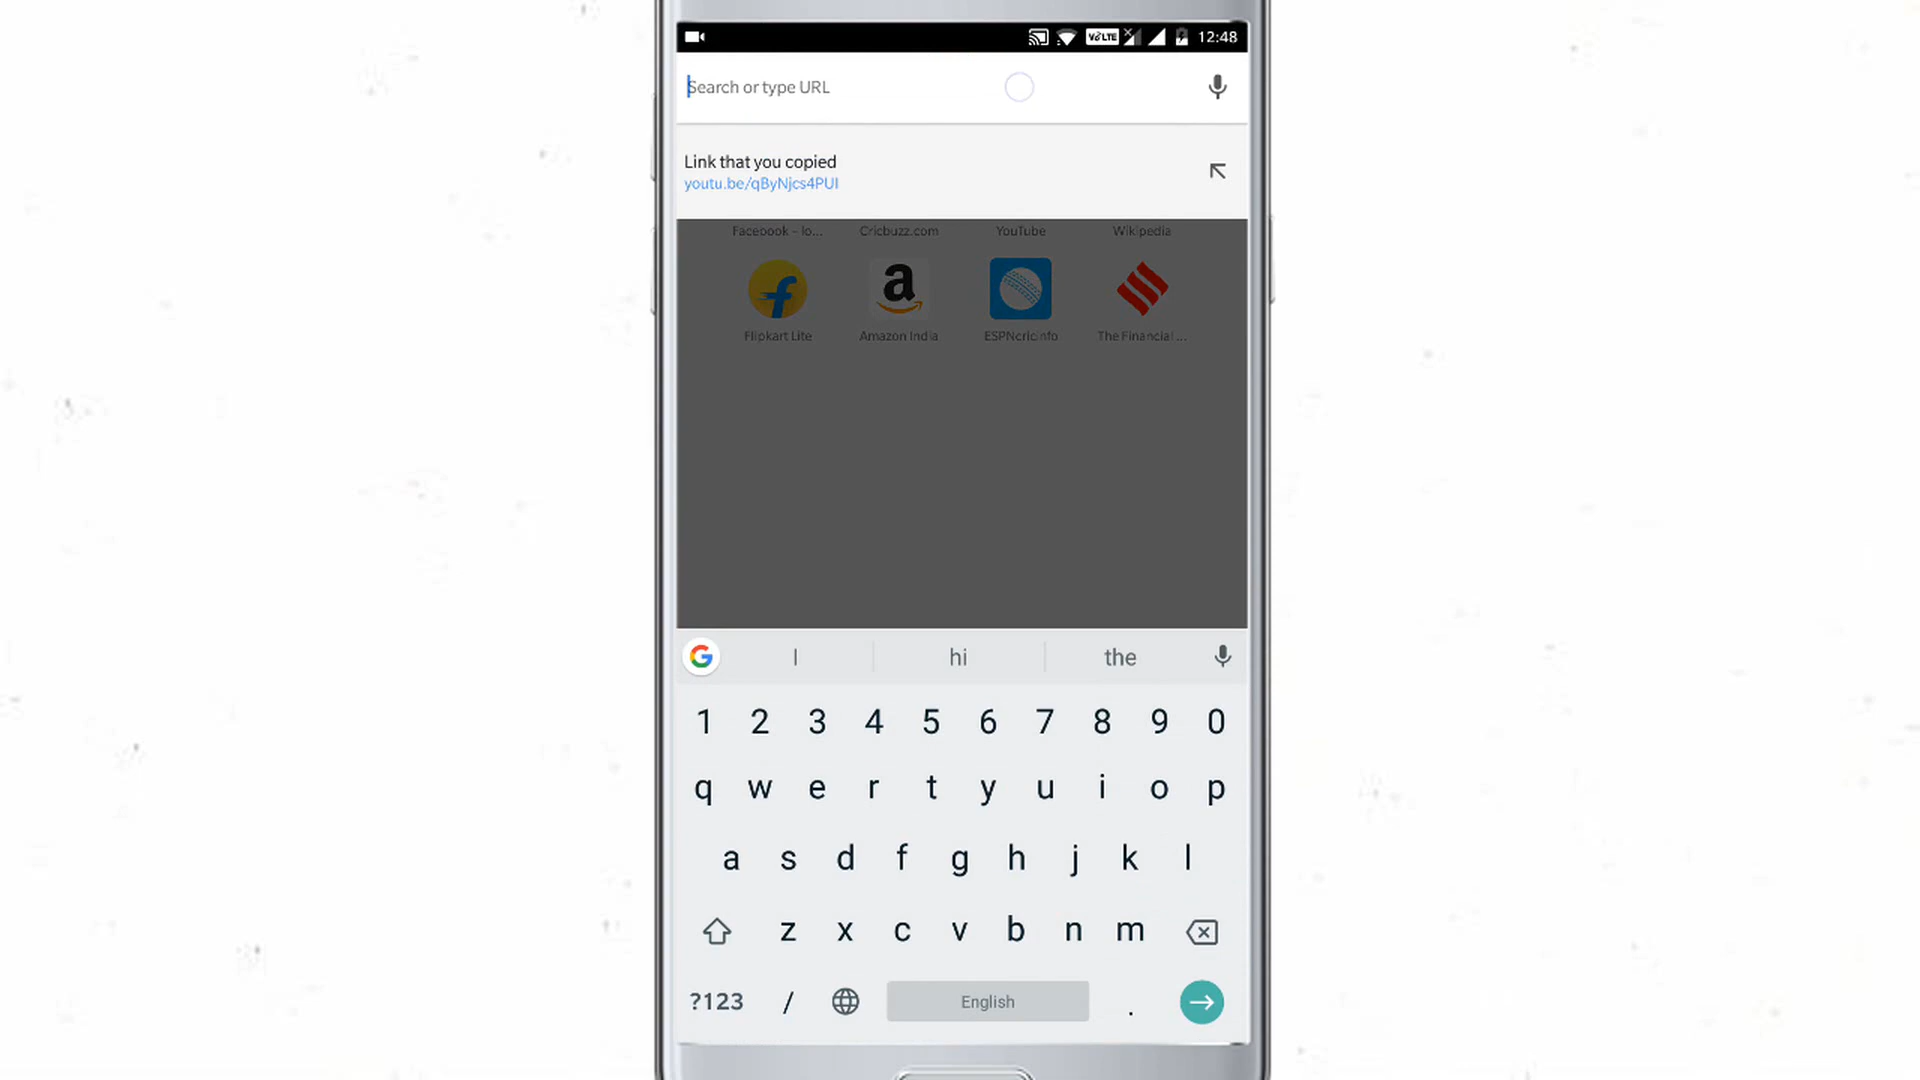 VoLTE 12:48
Search or type URL
Link that you copied
youtu.be/qByNjcs4PUI
Facebook – lo... Cricbuzz.com YouTube Wikipedia
f a
Flipkart Lite Amazon India ESPNcricinfo The Financial ...
G I hi the
1 2 3 4 5 6 7 8 9 0
q w e r t y u i o p
a s d f g h j k l
z x c v b n m
?123 / English .